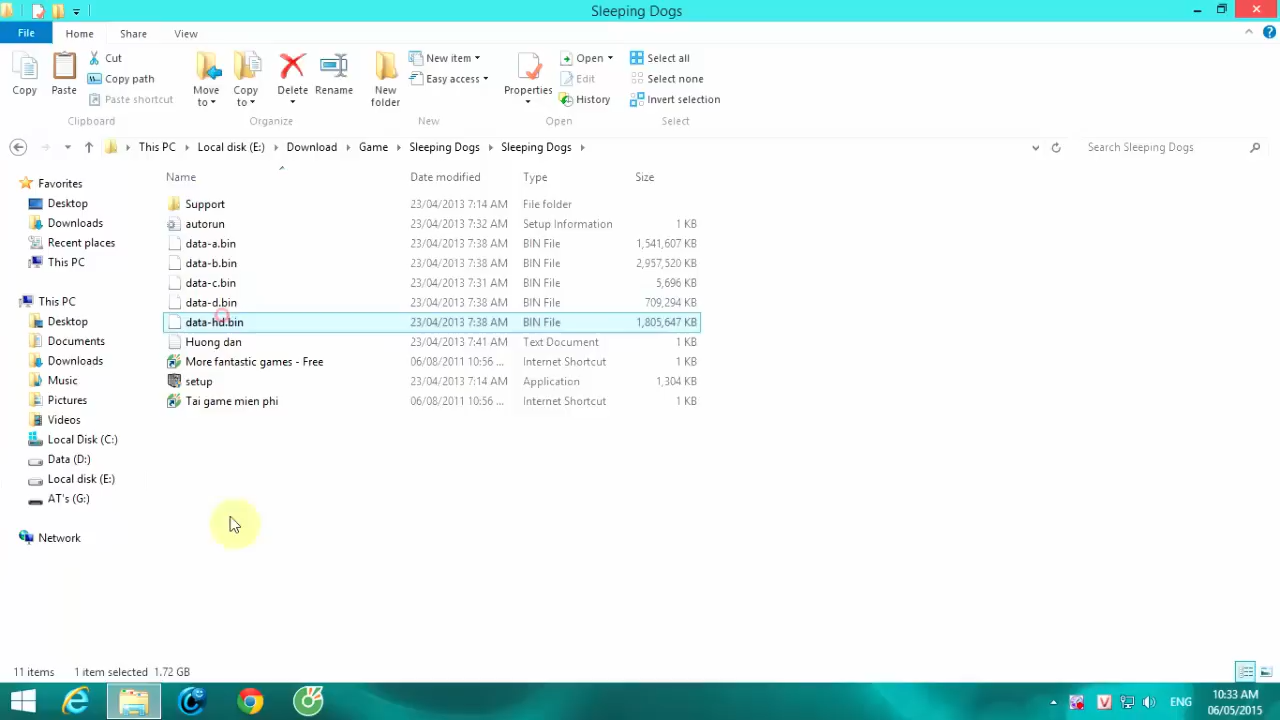 Sleeping Dogs
File Home Share View
Copy
Paste
Cut
Copy path
Paste shortcut
Clipboard
Move to
Copy to
Delete
Rename
Organize
New folder
New item
Easy access
New
Properties
Open
Edit
History
Open
Select all
Select none
Invert selection
Select
This PC Local disk (E:) Download Game Sleeping Dogs Sleeping Dogs
Search Sleeping Dogs
Favorites
Desktop
Downloads
Recent places
This PC
This PC
Desktop
Documents
Downloads
Music
Pictures
Videos
Local Disk (C:)
Data (D:)
Local disk (E:)
AT's (G:)
Network
Name Date modified Type Size
Support 23/04/2013 7:14 AM File folder
autorun 23/04/2013 7:32 AM Setup Information 1 KB
data-a.bin 23/04/2013 7:38 AM BIN File 1,541,607 KB
data-b.bin 23/04/2013 7:38 AM BIN File 2,957,520 KB
data-c.bin 23/04/2013 7:31 AM BIN File 5,696 KB
data-d.bin 23/04/2013 7:38 AM BIN File 709,294 KB
data-hd.bin 23/04/2013 7:38 AM BIN File 1,805,647 KB
Huong dan 23/04/2013 7:41 AM Text Document 1 KB
More fantastic games - Free 06/08/2011 10:56 ... Internet Shortcut 1 KB
setup 23/04/2013 7:14 AM Application 1,304 KB
Tai game mien phi 06/08/2011 10:56 ... Internet Shortcut 1 KB
11 items 1 item selected 1.72 GB
V
ENG
10:33 AM
06/05/2015